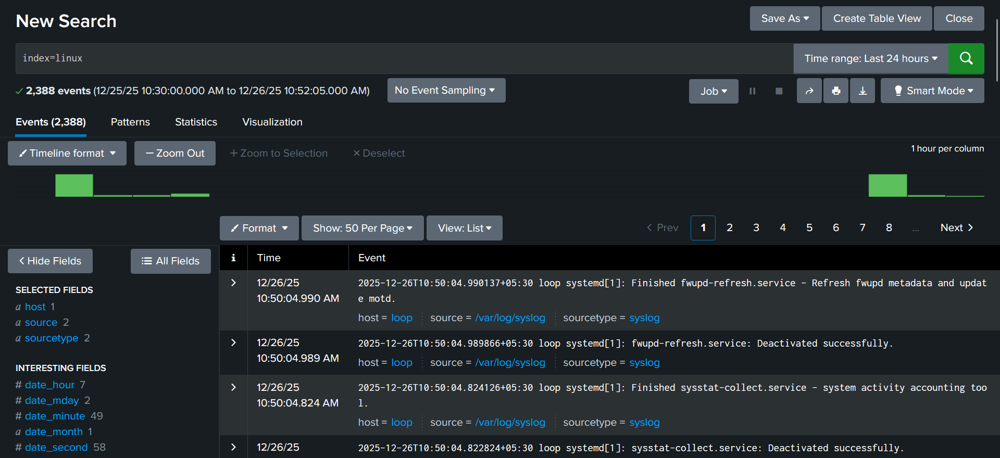 New Search
Save As
Create Table View
Close
index=linux
Time range: Last 24 hours
2,388 events (12/25/25 10:30:00.000 AM to 12/26/25 10:52:05.000 AM)
No Event Sampling
Job
Smart Mode
Events (2,388)
Patterns
Statistics
Visualization
Timeline format
— Zoom Out
+ Zoom to Selection
× Deselect
1 hour per column
Format
Show: 50 Per Page
View: List
< Prev
1
2
3
4
5
6
7
8
...
Next >
< Hide Fields
All Fields
SELECTED FIELDS
a host 1
a source 2
a sourcetype 2
INTERESTING FIELDS
# date_hour 7
# date_mday 2
# date_minute 49
a date_month 1
# date_second 58
i
Time
Event
>
12/26/25
10:50:04.990 AM
2025-12-26T10:50:04.990137+05:30 loop systemd[1]: Finished fwupd-refresh.service - Refresh fwupd metadata and updat
e motd.
host = loop
source = /var/log/syslog
sourcetype = syslog
>
12/26/25
10:50:04.989 AM
2025-12-26T10:50:04.989866+05:30 loop systemd[1]: fwupd-refresh.service: Deactivated successfully.
host = loop
source = /var/log/syslog
sourcetype = syslog
>
12/26/25
10:50:04.824 AM
2025-12-26T10:50:04.824126+05:30 loop systemd[1]: Finished sysstat-collect.service - system activity accounting too
l.
host = loop
source = /var/log/syslog
sourcetype = syslog
>
12/26/25
2025-12-26T10:50:04.822824+05:30 loop systemd[1]: sysstat-collect.service: Deactivated successfully.